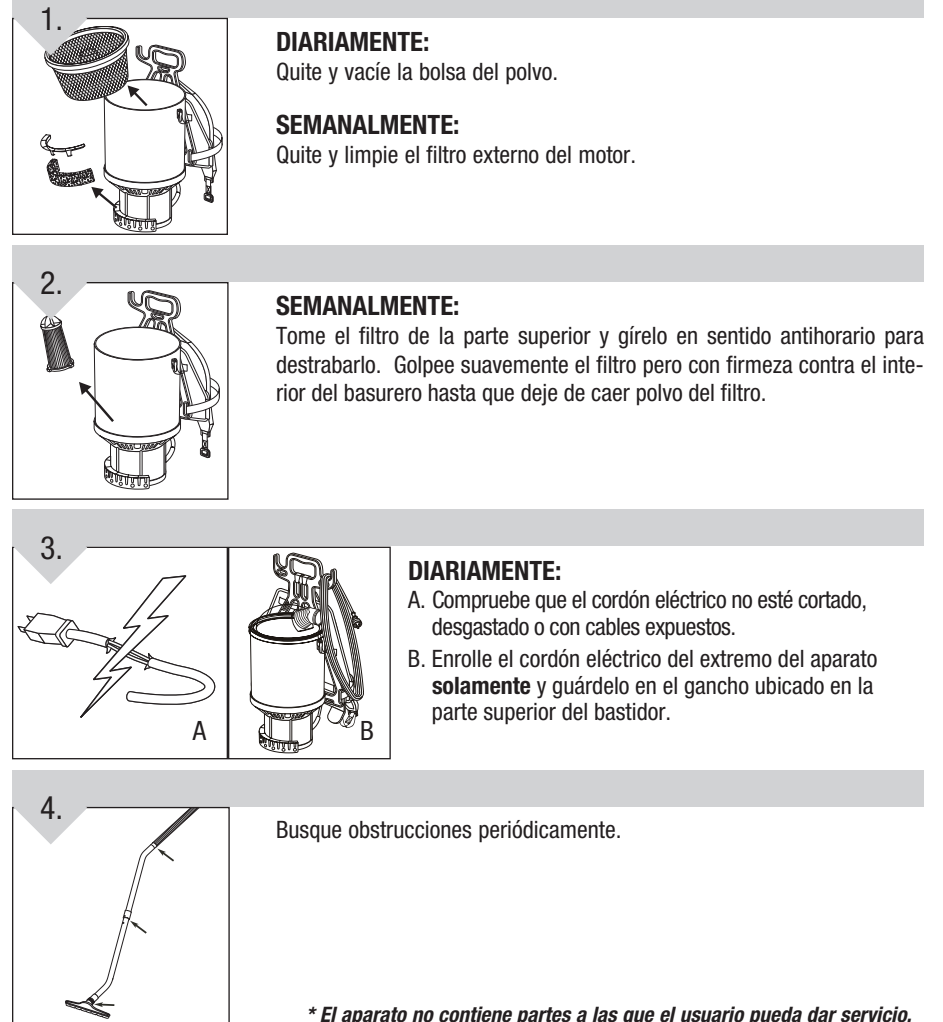 1.
DIARIAMENTE:
Quite y vacíe la bolsa del polvo.
SEMANALMENTE:
Quite y limpie el filtro externo del motor.
2.
SEMANALMENTE:
Tome el filtro de la parte superior y gírelo en sentido antihorario para
destrabarlo. Golpee suavemente el filtro pero con firmeza contra el inte-
rior del basurero hasta que deje de caer polvo del filtro.
3.
A
B
DIARIAMENTE:
A. Compruebe que el cordón eléctrico no esté cortado,
desgastado o con cables expuestos.
B. Enrolle el cordón eléctrico del extremo del aparato
solamente y guárdelo en el gancho ubicado en la
parte superior del bastidor.
4.
Busque obstrucciones periódicamente.
* El aparato no contiene partes a las que el usuario pueda dar servicio.